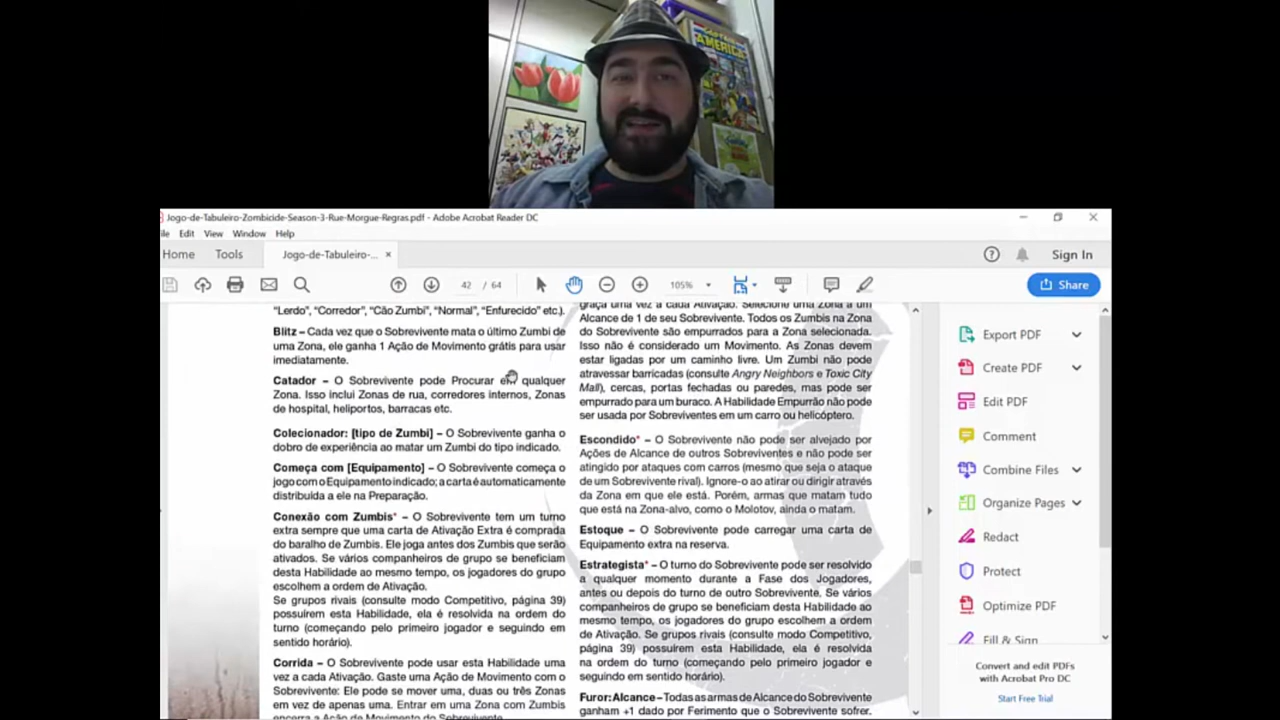 AMERICA
Jogo-de-Tabuleiro-Zombicide-Season-3-Rue-Morgue-Regras.pdf - Adobe Acrobat Reader DC
ile Edit View Window Help
Home Tools Jogo-de-Tabuleiro-... ×
Sign In
42 / 64
105%
Share
"Lerdo", "Corredor", "Cão Zumbi", "Normal", "Enfurecido" etc.).
Blitz – Cada vez que o Sobrevivente mata o último Zumbi de
uma Zona, ele ganha 1 Ação de Movimento grátis para usar
imediatamente.
Catador – O Sobrevivente pode Procurar em qualquer
Zona. Isso inclui Zonas de rua, corredores internos, Zonas
de hospital, heliportos, barracas etc.
Colecionador: [tipo de Zumbi] – O Sobrevivente ganha o
dobro de experiência ao matar um Zumbi do tipo indicado.
Começa com [Equipamento] – O Sobrevivente começa o
jogo com o Equipamento indicado; a carta é automaticamente
distribuída a ele na Preparação.
Conexão com Zumbis* – O Sobrevivente tem um turno
extra sempre que uma carta de Ativação Extra é comprada
do baralho de Zumbis. Ele joga antes dos Zumbis que serão
ativados. Se vários companheiros de grupo se beneficiam
desta Habilidade ao mesmo tempo, os jogadores do grupo
escolhem a ordem de Ativação.
Se grupos rivais (consulte modo Competitivo, página 39)
possuírem esta Habilidade, ela é resolvida na ordem do
turno (começando pelo primeiro jogador e seguindo em
sentido horário).
Corrida – O Sobrevivente pode usar esta Habilidade uma
vez a cada Ativação. Gaste uma Ação de Movimento com o
Sobrevivente: Ele pode se mover uma, duas ou três Zonas
em vez de apenas uma. Entrar em uma Zona com Zumbis
encerra a Ação de Movimento do Sobrevivente.
graça uma vez a cada Ativação. Selecione uma Zona a um
Alcance de 1 de seu Sobrevivente. Todos os Zumbis na Zona
do Sobrevivente são empurrados para a Zona selecionada.
Isso não é considerado um Movimento. As Zonas devem
estar ligadas por um caminho livre. Um Zumbi não pode
atravessar barricadas (consulte Angry Neighbors e Toxic City
Mall), cercas, portas fechadas ou paredes, mas pode ser
empurrado para um buraco. A Habilidade Empurrão não pode
ser usada por Sobreviventes em um carro ou helicóptero.
Escondido* – O Sobrevivente não pode ser alvejado por
Ações de Alcance de outros Sobreviventes e não pode ser
atingido por ataques com carros (mesmo que seja o ataque
de um Sobrevivente rival). Ignore-o ao atirar ou dirigir através
da Zona em que ele está. Porém, armas que matam tudo
que está na Zona-alvo, como o Molotov, ainda o matam.
Estoque – O Sobrevivente pode carregar uma carta de
Equipamento extra na reserva.
Estrategista* – O turno do Sobrevivente pode ser resolvido
a qualquer momento durante a Fase dos Jogadores,
antes ou depois do turno de outro Sobrevivente. Se vários
companheiros de grupo se beneficiam desta Habilidade ao
mesmo tempo, os jogadores do grupo escolhem a ordem
de Ativação. Se grupos rivais (consulte modo Competitivo,
página 39) possuírem esta Habilidade, ela é resolvida
na ordem do turno (começando pelo primeiro jogador e
seguindo em sentido horário).
Furor: Alcance – Todas as armas de Alcance do Sobrevivente
ganham +1 dado por Ferimento que o Sobrevivente sofrer.
Export PDF
Create PDF
Edit PDF
Comment
Combine Files
Organize Pages
Redact
Protect
Optimize PDF
Fill & Sign
Convert and edit PDFs
with Acrobat Pro DC
Start Free Trial